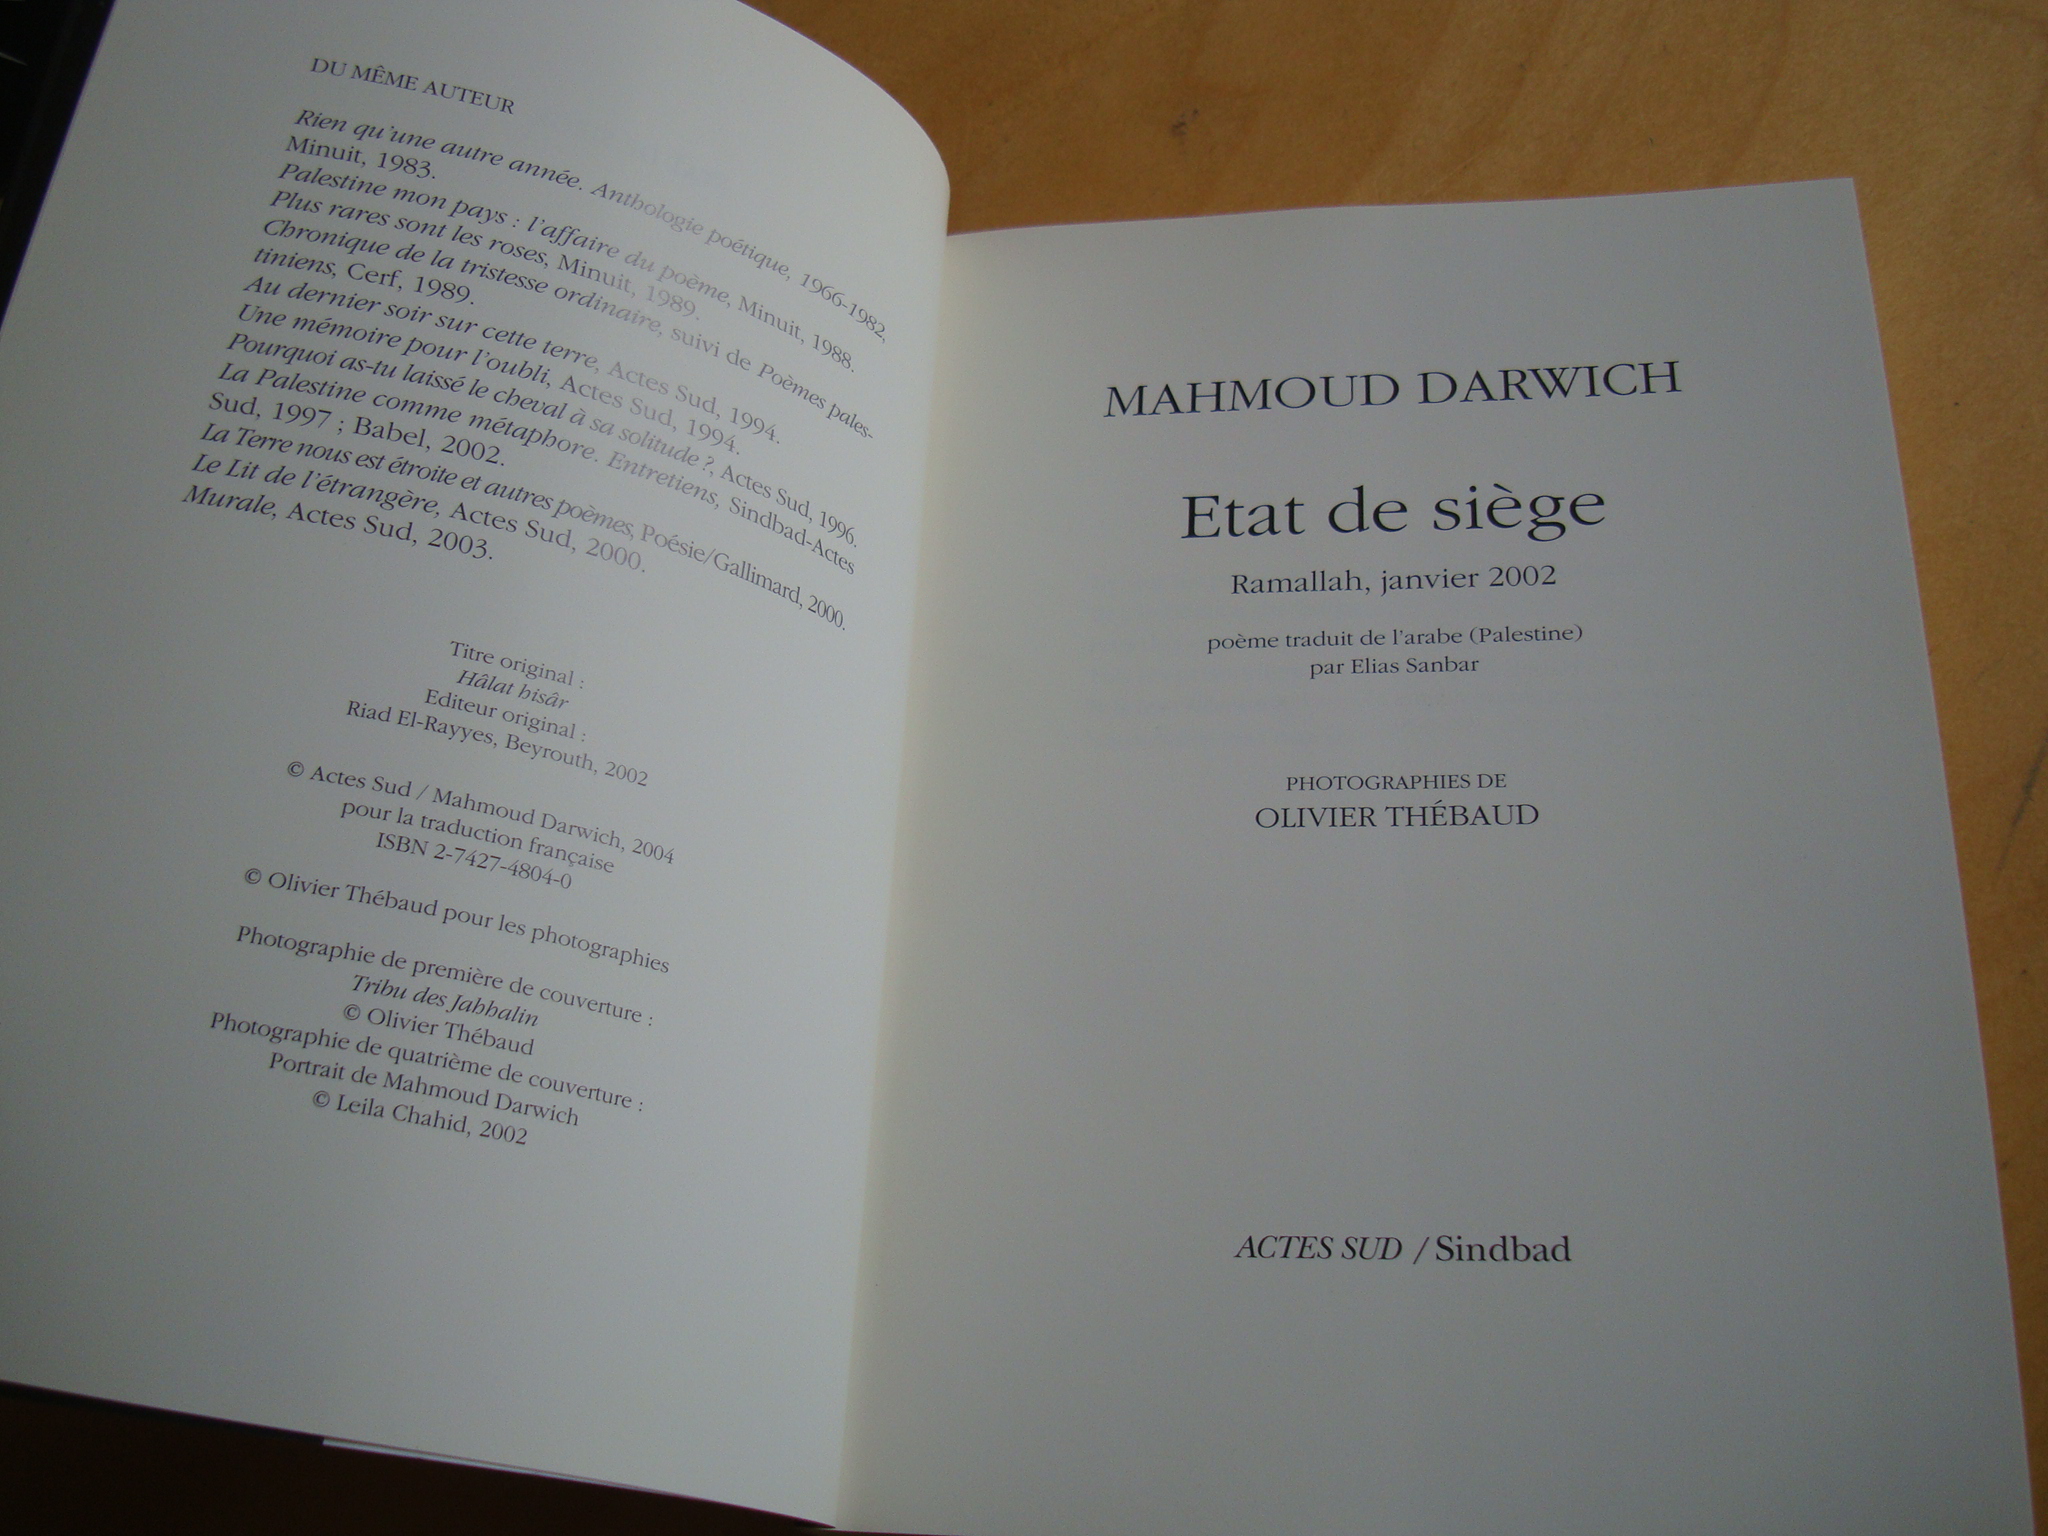 DU MÊME AUTEUR
Rien qu'une autre année. Anthologie poétique, 1966-1982,
Minuit, 1983.
Palestine mon pays : l'affaire du poème, Minuit, 1988.
Plus rares sont les roses, Minuit, 1989.
Chronique de la tristesse ordinaire, suivi de Poèmes pales-
tiniens, Cerf, 1989.
Au dernier soir sur cette terre, Actes Sud, 1994.
Une mémoire pour l'oubli, Actes Sud, 1994.
Pourquoi as-tu laissé le cheval à sa solitude ?, Actes Sud, 1996.
La Palestine comme métaphore. Entretiens, Sindbad-Actes
Sud, 1997 ; Babel, 2002.
La Terre nous est étroite et autres poèmes, Poésie/Gallimard, 2000.
Le Lit de l'étrangère, Actes Sud, 2000.
Murale, Actes Sud, 2003.
Titre original :
Hâlat hisâr
Editeur original :
Riad El-Rayyes, Beyrouth, 2002
© Actes Sud / Mahmoud Darwich, 2004
pour la traduction française
ISBN 2-7427-4804-0
© Olivier Thébaud pour les photographies
Photographie de première de couverture :
Tribu des Jahhalin
© Olivier Thébaud
Photographie de quatrième de couverture :
Portrait de Mahmoud Darwich
© Leila Chahid, 2002
MAHMOUD DARWICH
Etat de siège
Ramallah, janvier 2002
poème traduit de l'arabe (Palestine)
par Elias Sanbar
PHOTOGRAPHIES DE
OLIVIER THÉBAUD
ACTES SUD / Sindbad